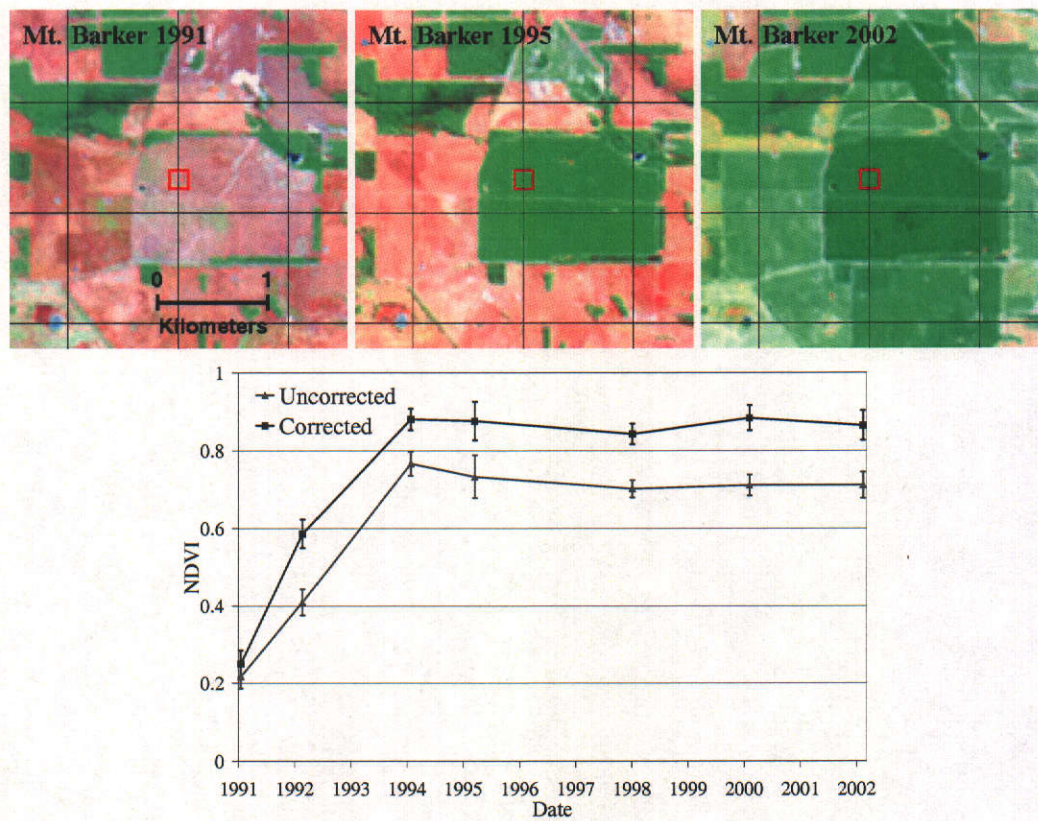 Mt. Barker 1991
Mt. Barker 1995
Mt. Barker 2002
0 1
Kilometers
Uncorrected
Corrected
1
0.8
0.6
0.4
0.2
0
NDVI
1991 1992 1993 1994 1995 1996 1997 1998 1999 2000 2001 2002
Date